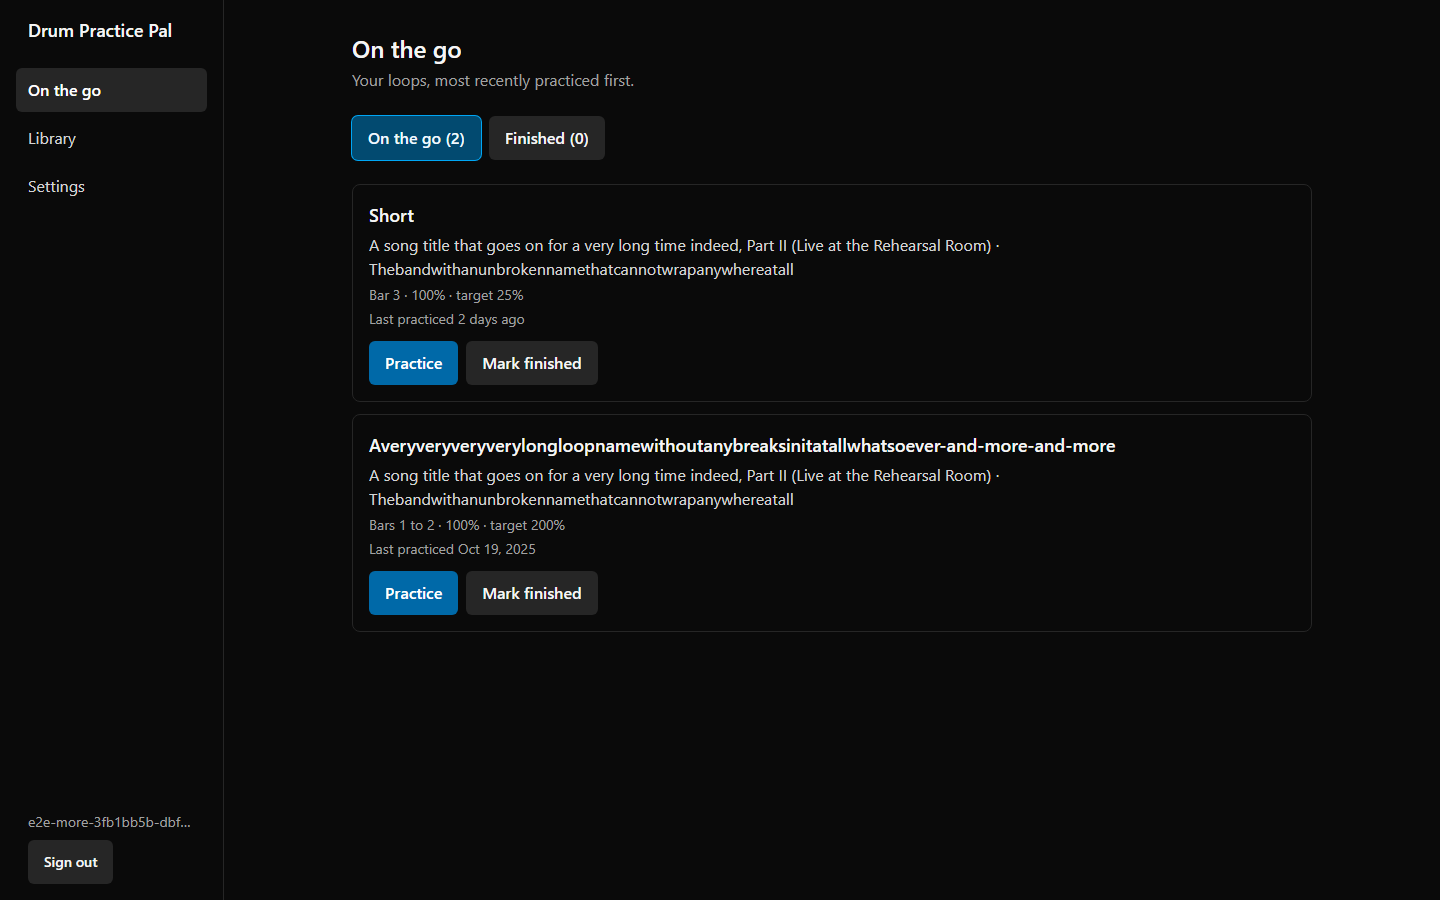 Drum Practice Pal
On the go
Library
Settings
e2e-more-3fb1bb5b-dbf...
Sign out
On the go
Your loops, most recently practiced first.
On the go (2)
Finished (0)
Short
A song title that goes on for a very long time indeed, Part II (Live at the Rehearsal Room) ·
Thebandwithanunbrokennamethatcannotwrapanywhereatall
Bar 3 · 100% · target 25%
Last practiced 2 days ago
Practice
Mark finished
Averyveryveryverylongloopnamewithoutanybreaksinitatallwhatsoever-and-more-and-more
A song title that goes on for a very long time indeed, Part II (Live at the Rehearsal Room) ·
Thebandwithanunbrokennamethatcannotwrapanywhereatall
Bars 1 to 2 · 100% · target 200%
Last practiced Oct 19, 2025
Practice
Mark finished